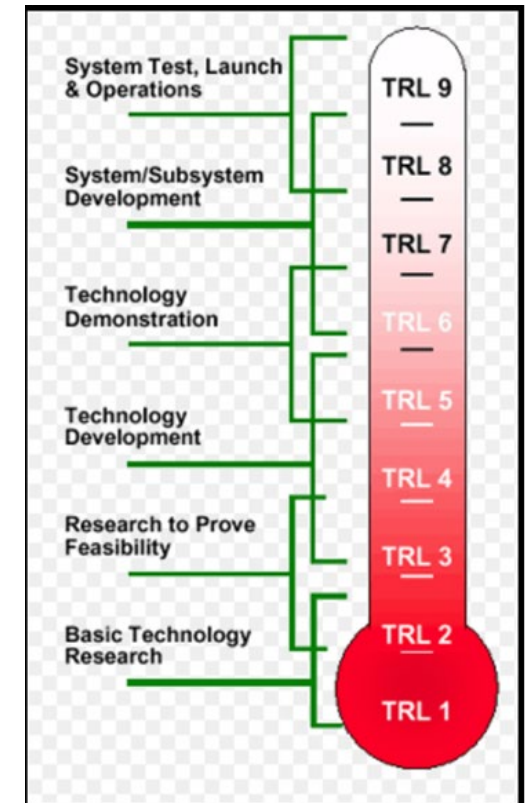 System Test, Launch
& Operations
System/Subsystem
Development
Technology
Demonstration
Technology
Development
Research to Prove
Feasibility
Basic Technology
Research
TRL 9
TRL 8
TRL 7
TRL 6
TRL 5
TRL 4
TRL 3
TRL 2
TRL 1